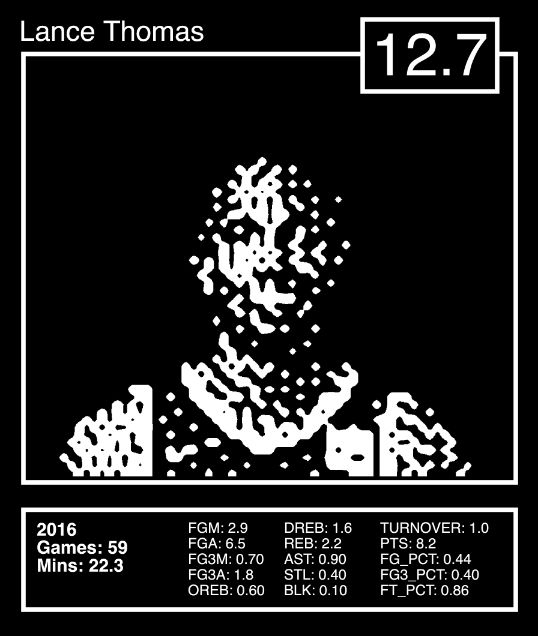 Lance Thomas
12.7
2016
Games: 59
Mins: 22.3
FGM: 2.9
FGA: 6.5
FG3M: 0.70
FG3A: 1.8
OREB: 0.60
DREB: 1.6
REB: 2.2
AST: 0.90
STL: 0.40
BLK: 0.10
TURNOVER: 1.0
PTS: 8.2
FG_PCT: 0.44
FG3_PCT: 0.40
FT_PCT: 0.86